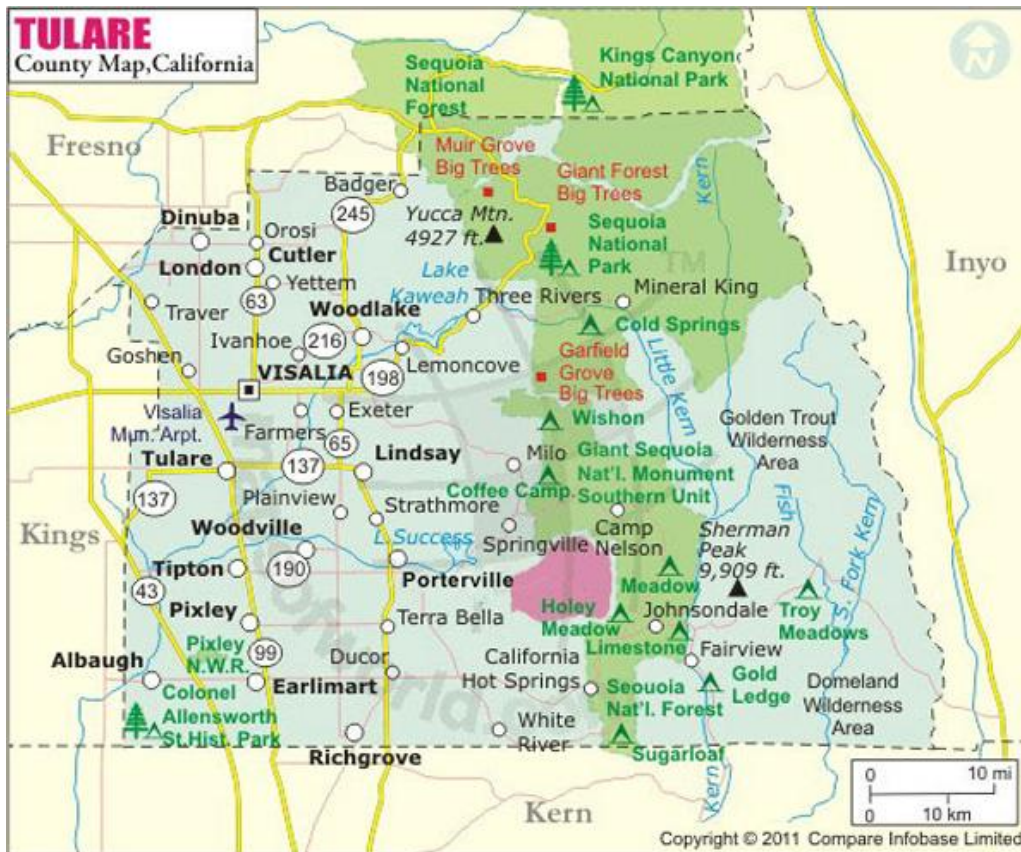 TULARE
County Map,California
N
Sequoia
National
Forest
Kings Canyon
National Park
Fresno
Muir Grove
Big Trees
Giant Forest
Big Trees
Kern
Badger
245
Yucca Mtn.
4927 ft.
Dinuba
Orosi
Cutler
London
Yettem
63
Sequoia
National
Park
TM
Inyo
Lake
Kaweah
Three Rivers
Mineral King
Traver
Woodlake
Cold Springs
Ivanhoe
216
Goshen
VISALIA
198
Lemoncove
Garfield
Grove
Big Trees
Little Kern
Visalia
Mun. Arpt.
Farmers
Exeter
65
Wishon
Golden Trout
Wilderness
Area
Tulare
137
Lindsay
Milo
Giant Sequoia
Nat'l. Monument
Southern Unit
137
Plainview
Coffee Camp.
Strathmore
Kings
Woodville
L. Success
Springville
Camp
Nelson
Sherman
Peak
9,909 ft.
Fish
S. Fork Kern
Tipton
190
Porterville
Meadow
43
Pixley
Terra Bella
Holey
Meadow
Johnsondale
Troy
Meadows
Limestone
Pixley
N.W.R.
99
Ducor
California
Hot Springs
Fairview
Albaugh
Earlimart
Seouoia
Nat'l. Forest
Gold
Ledge
Domeland
Wilderness
Area
Colonel
Allensworth
St.Hist. Park
Richgrove
White
River
Sugarloaf
Kern
Kern
0 10 mi
0 10 km
Copyright © 2011 Compare Infobase Limited